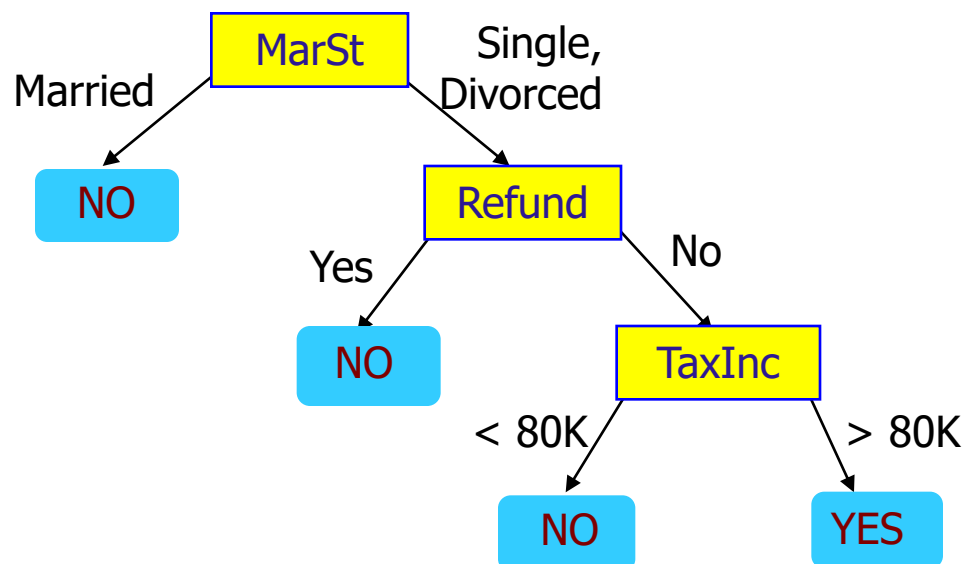 MarSt
Single,
Divorced
Married
NO
Refund
Yes
No
NO
TaxInc
< 80K
> 80K
NO
YES